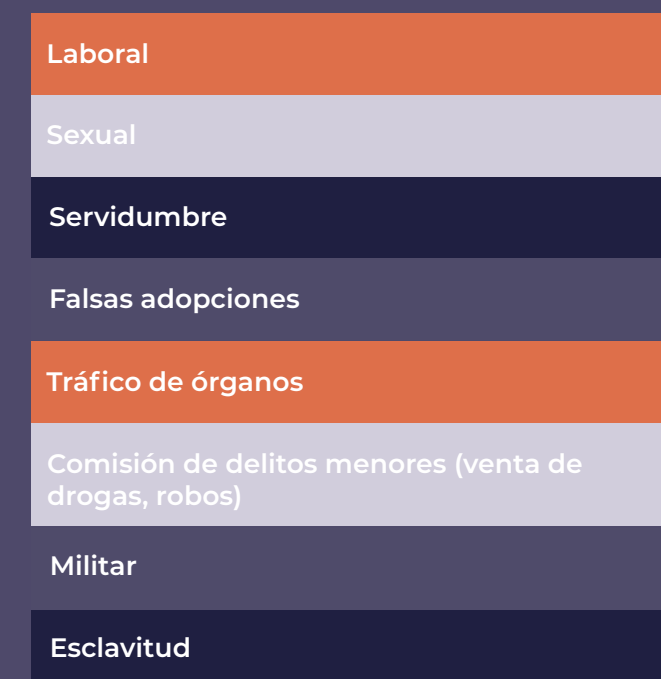 Laboral
Sexual
Servidumbre
Falsas adopciones
Tráfico de órganos
Comisión de delitos menores (venta de
drogas, robos)
Militar
Esclavitud